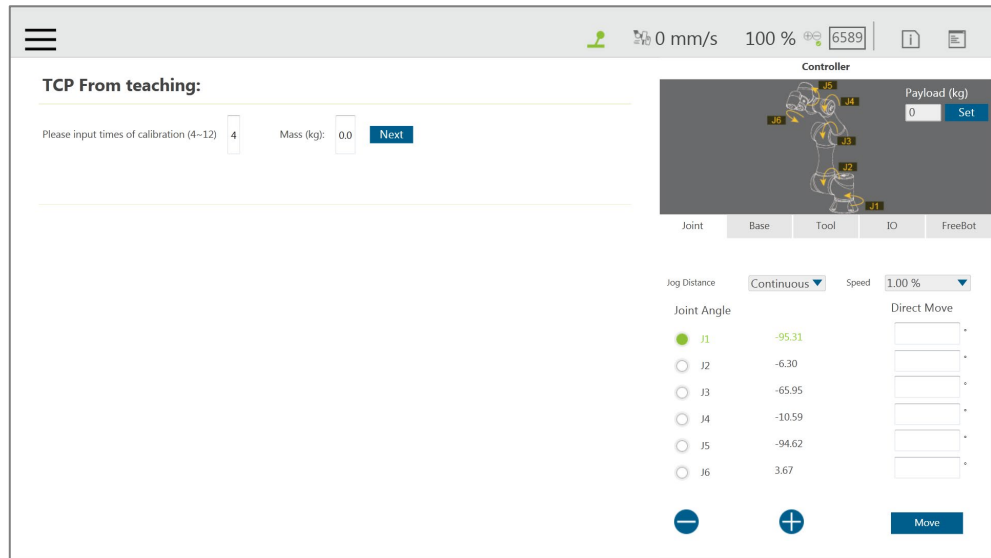 0 mm/s 100 % 6589
TCP From teaching:
Please input times of calibration (4~12) 4 Mass (kg): 0.0 Next
Controller
J5
J4
J6
J3
J2
J1
Payload (kg)
0 Set
Joint Base Tool IO FreeBot
Jog Distance Continuous Speed 1.00 %
Joint Angle Direct Move
J1 -95.31 °
J2 -6.30 °
J3 -65.95 °
J4 -10.59 °
J5 -94.62 °
J6 3.67 °
Move